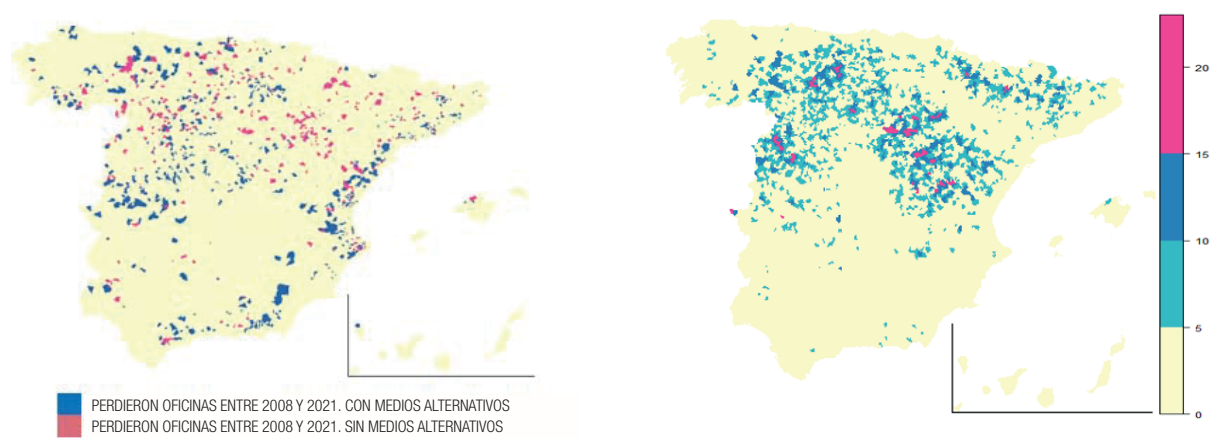 PERDIERON OFICINAS ENTRE 2008 Y 2021. CON MEDIOS ALTERNATIVOS
PERDIERON OFICINAS ENTRE 2008 Y 2021. SIN MEDIOS ALTERNATIVOS
20
15
10
5
0